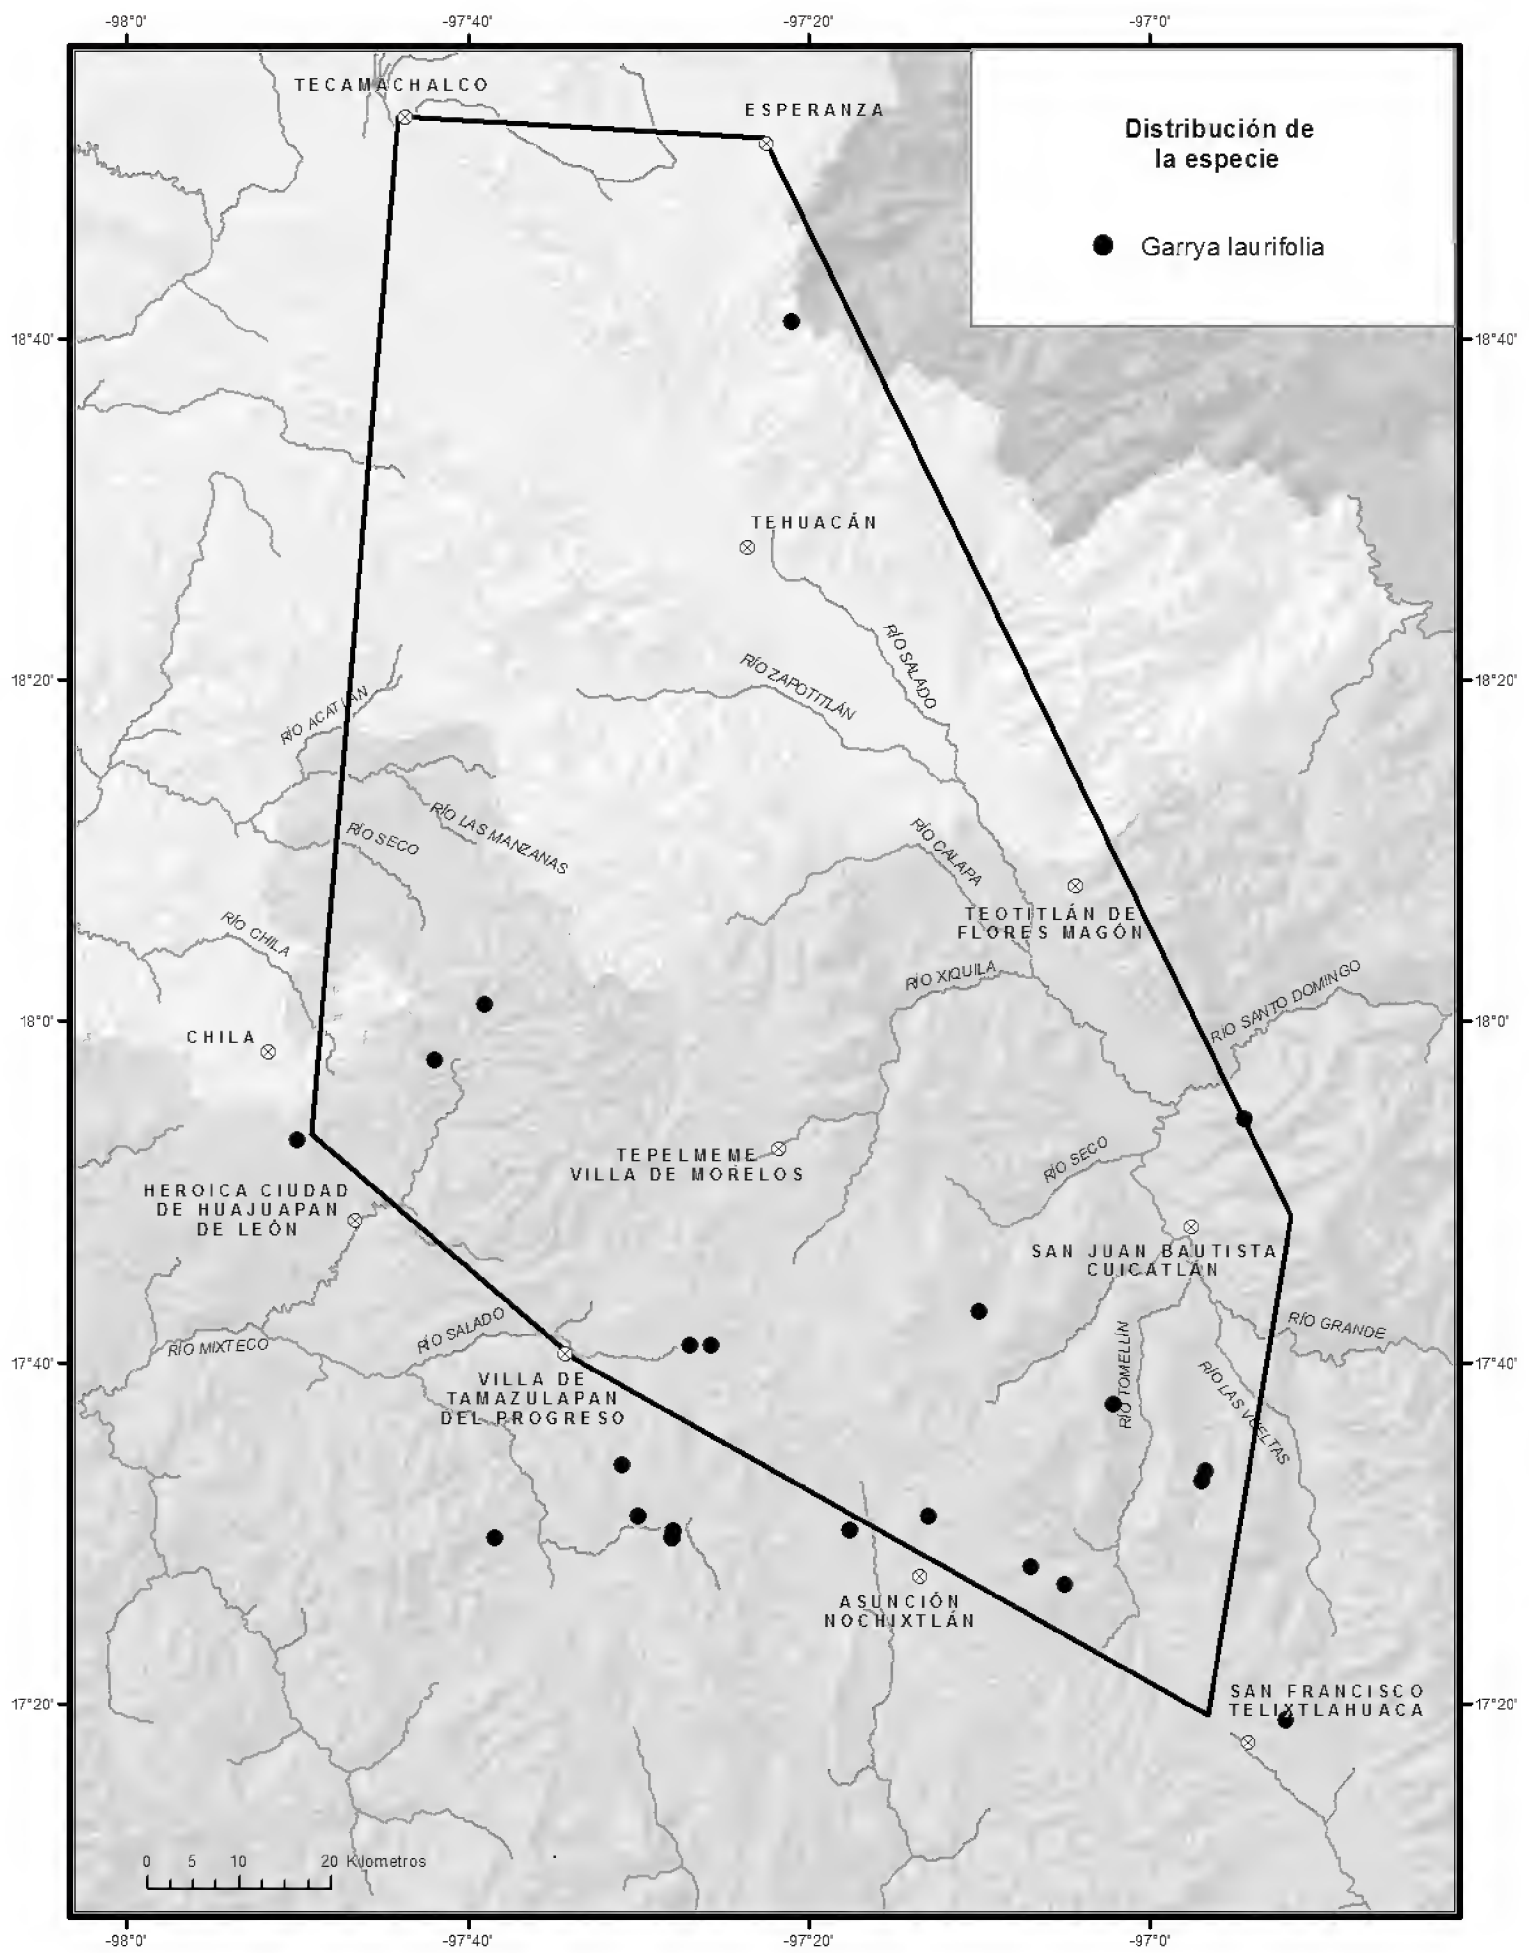 -98°0'
-97°40'
-97°20'
-97°0'
TECAMACHALCO
ESPERANZA
Distribución de
la especie
Garrya laurifolia
18°40'
18°40'
TEHUACÁN
RÍO SALADO
RÍO ZAPOTITLÁN
18°20'
18°20'
RÍO ACATLÁN
RÍO LAS MANZANAS
RÍO SECO
RÍO CALAPA
TEOTITLÁN DE
FLORES MAGÓN
RÍO CHILA
RÍO XIQUILA
RÍO SANTO DOMINGO
18°0'
18°0'
CHILA
TEPELMEME
VILLA DE MORELOS
RÍO SECO
HEROICA CIUDAD
DE HUAJUAPAN
DE LEÓN
SAN JUAN BAUTISTA
CUICATLÁN
RÍO MIXTECO
RÍO SALADO
RÍO GRANDE
17°40'
17°40'
VILLA DE
TAMAZULAPAN
DEL PROGRESO
RÍO TOMELLÍN
RÍO LAS VUELTAS
ASUNCIÓN
NOCHIXTLÁN
17°20'
17°20'
SAN FRANCISCO
TELIXTLAHUACA
0 5 10 20 Kilometros
-98°0'
-97°40'
-97°20'
-97°0'